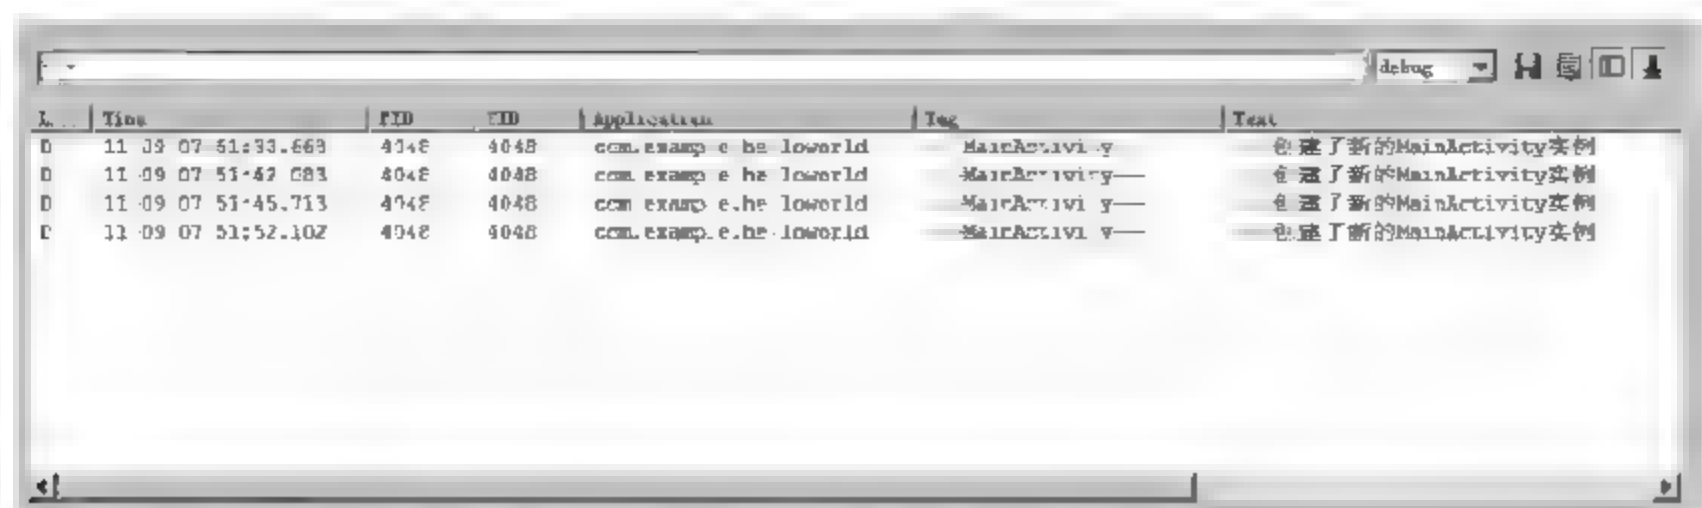 debug
L... Time PID TID Application Tag Text
D 11-09 07:51:33.663 4048 4048 com.example.helloworld ----MainActivity---- ----创建了新的MainActivity实例
D 11-09 07:51:42.683 4048 4048 com.example.helloworld ----MainActivity---- ----创建了新的MainActivity实例
D 11-09 07:51:45.713 4048 4048 com.example.helloworld ----MainActivity---- ----创建了新的MainActivity实例
D 11-09 07:51:52.102 4048 4048 com.example.helloworld ----MainActivity---- ----创建了新的MainActivity实例